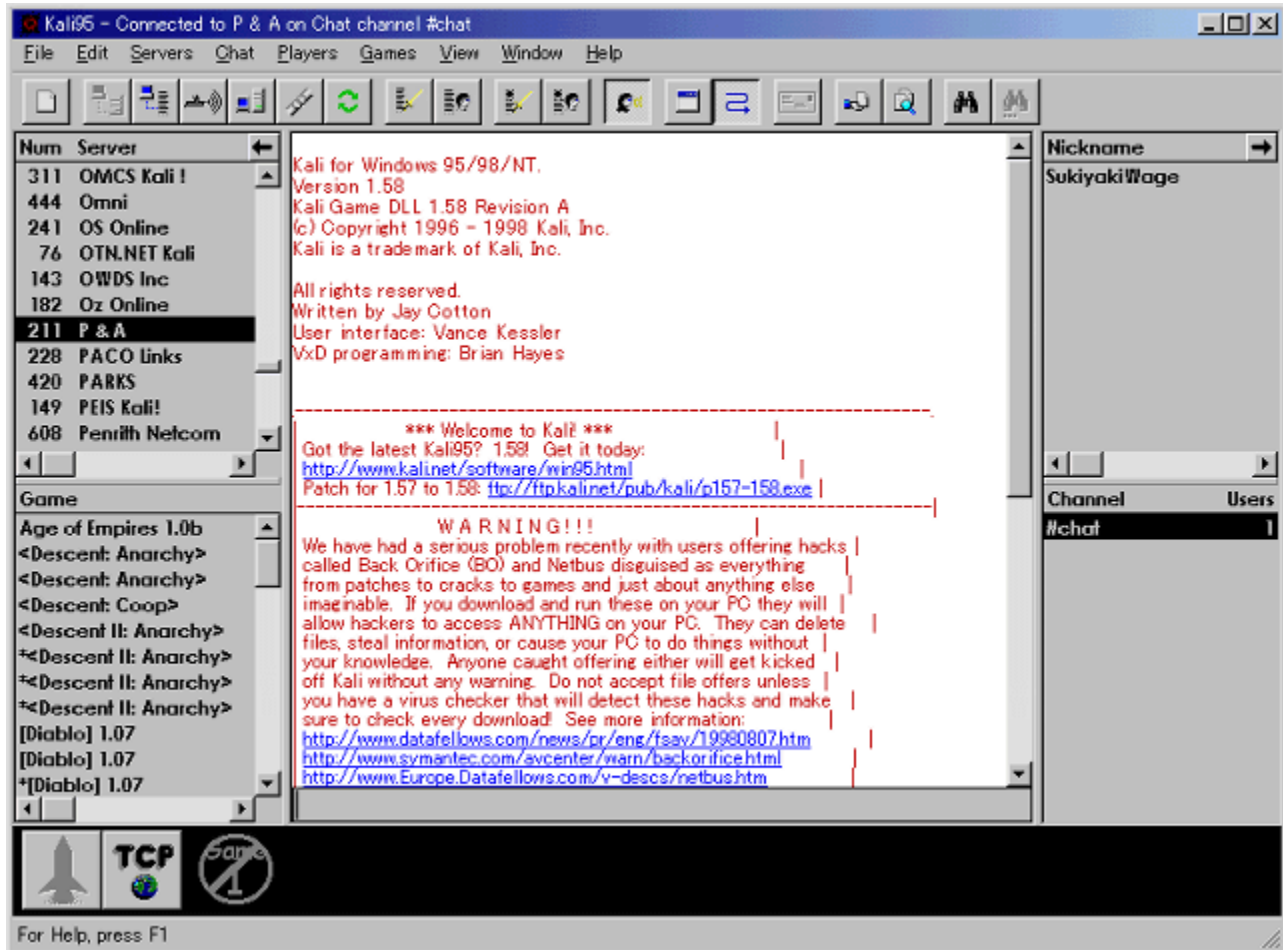 Kali95 - Connected to P & A on Chat channel #chat
File Edit Servers Chat Players Games View Window Help
Num Server
311 OMCS Kali !
444 Omni
241 OS Online
76 OTN.NET Kali
143 OWDS Inc
182 Oz Online
211 P & A
228 PACO Links
420 PARKS
149 PEIS Kali!
608 Penrith Netcom
Game
Age of Empires 1.0b
<Descent: Anarchy>
<Descent: Anarchy>
<Descent: Coop>
<Descent II: Anarchy>
*<Descent II: Anarchy>
*<Descent II: Anarchy>
*<Descent II: Anarchy>
[Diablo] 1.07
[Diablo] 1.07
*[Diablo] 1.07
Kali for Windows 95/98/NT.
Version 1.58
Kali Game DLL 1.58 Revision A
(c) Copyright 1996 - 1998 Kali, Inc.
Kali is a trademark of Kali, Inc.
All rights reserved.
Written by Jay Cotton
User interface: Vance Kessler
VxD programming: Brian Hayes
*** Welcome to Kali! ***
Got the latest Kali95? 1.58! Get it today:
http://www.kali.net/software/win95.html
Patch for 1.57 to 1.58: ftp://ftp.kali.net/pub/kali/p157-158.exe
W A R N I N G ! ! !
We have had a serious problem recently with users offering hacks
called Back Orifice (BO) and Netbus disguised as everything
from patches to cracks to games and just about anything else
imaginable. If you download and run these on your PC they will
allow hackers to access ANYTHING on your PC. They can delete
files, steal information, or cause your PC to do things without
your knowledge. Anyone caught offering either will get kicked
off Kali without any warning. Do not accept file offers unless
you have a virus checker that will detect these hacks and make
sure to check every download! See more information:
http://www.datafellows.com/news/pr/eng/fsav/19980807.htm
http://www.symantec.com/avcenter/warn/backorifice.html
http://www.Europe.Datafellows.com/v-descs/netbus.htm
Nickname
SukiyakiWage
Channel Users
#chat 1
TCP
Game
1
For Help, press F1